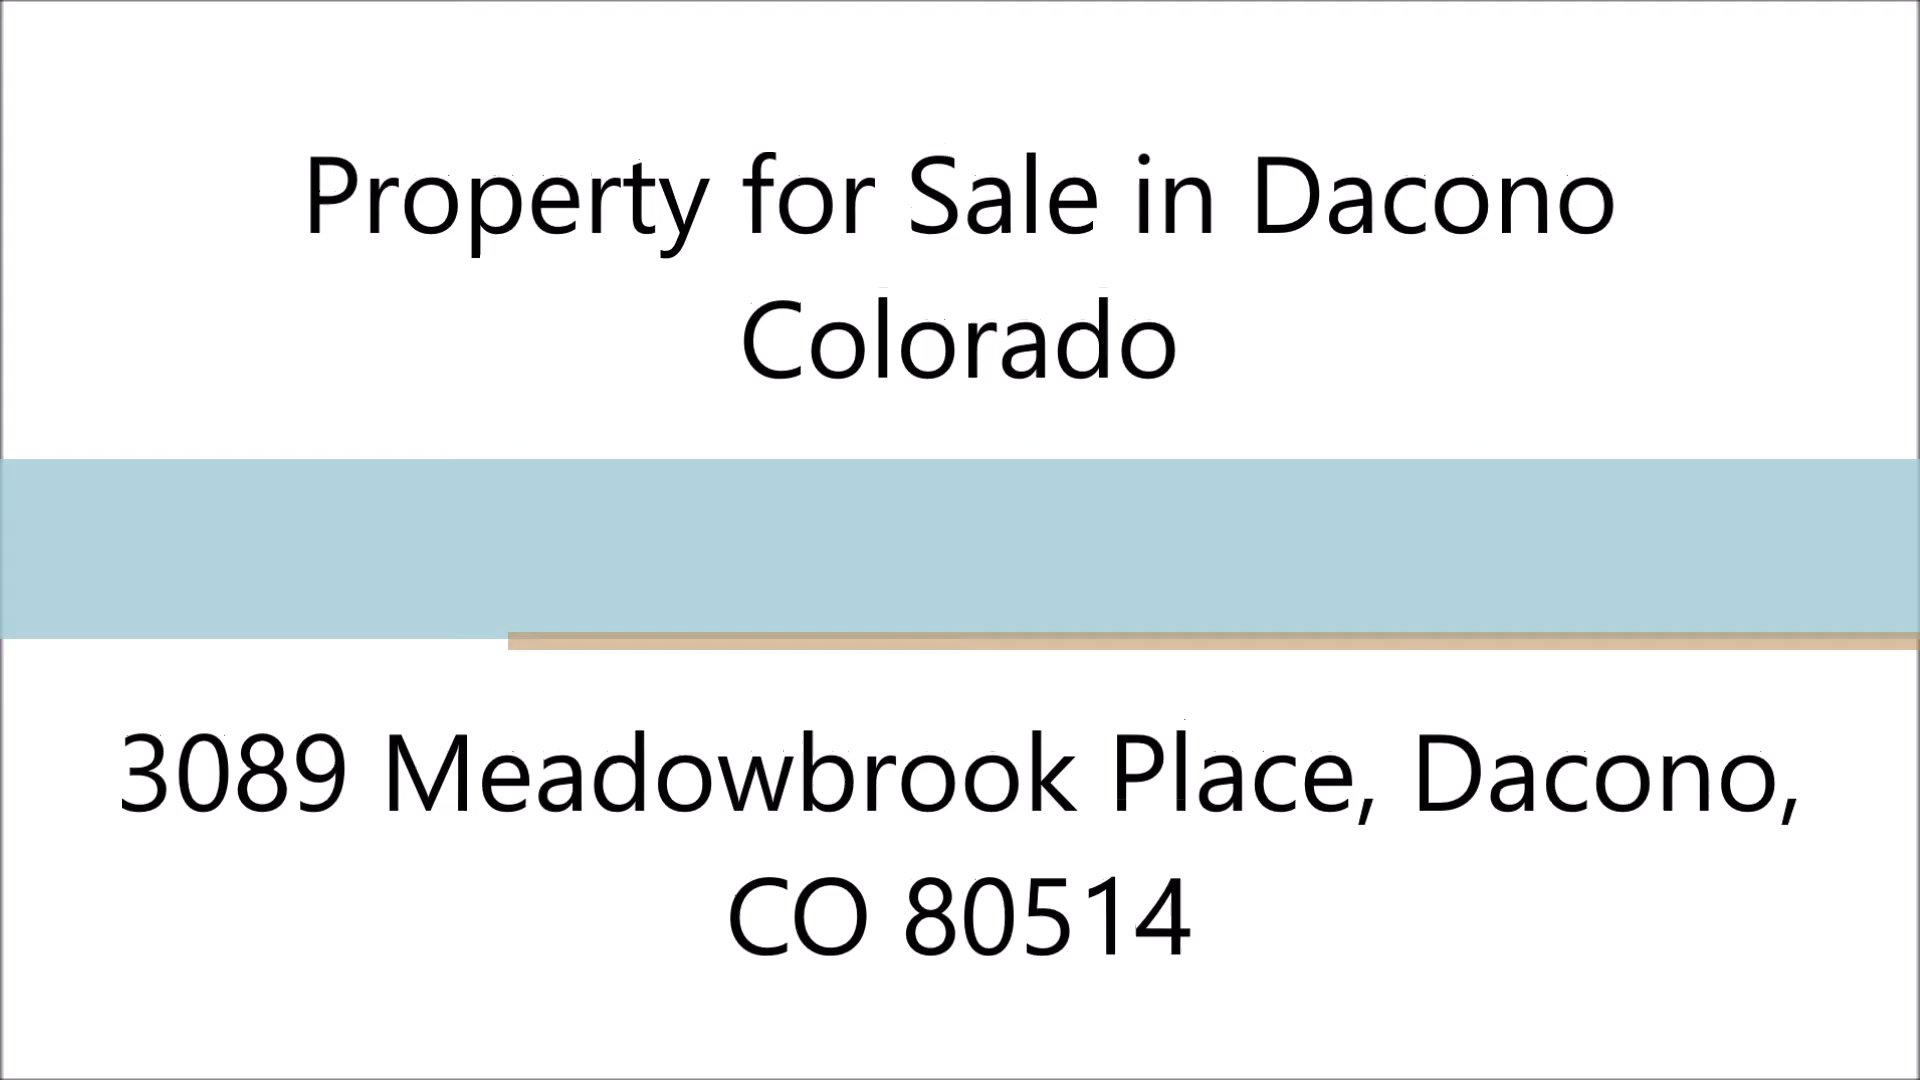 Property for Sale in Dacono
Colorado
3089 Meadowbrook Place, Dacono,
CO 80514